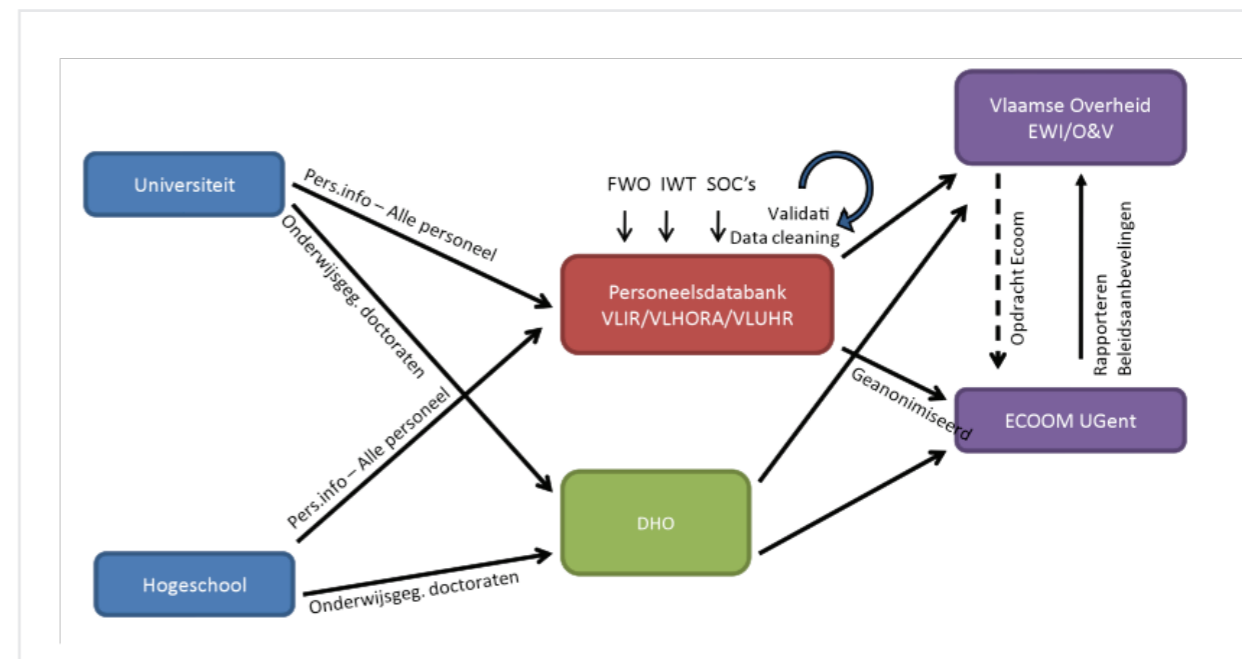 Vlaamse Overheid
EWI/O&V
Universiteit
Pers.info – Alle personeel
Onderwijsgeg. doctoraten
FWO IWT SOC's
Validati
Data cleaning
Personeelsdatabank
VLIR/VLHORA/VLUHR
Opdracht Ecoom
Rapporteren
Beleidsaanbevelingen
Geanonimiseerd
ECOOM UGent
Pers.info – Alle personeel
DHO
Hogeschool
Onderwijsgeg. doctoraten